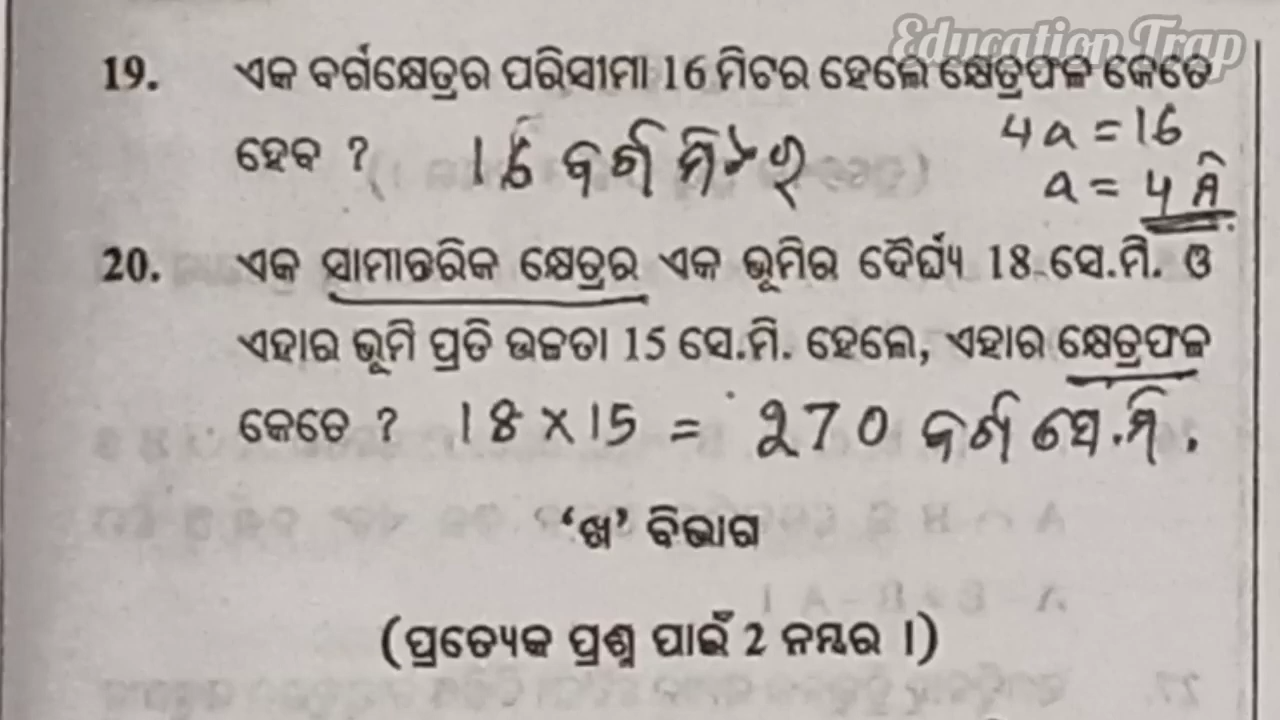 Education Trap
19. ଏକ ବର୍ଗକ୍ଷେତ୍ରର ପରିସୀମା 16 ମିଟର ହେଲେ କ୍ଷେତ୍ରଫଳ କେତେ
4a = 16
ହେବ ? 16 ବର୍ଗ ମିଟର
a = 4 ମି
20. ଏକ ସାମାନ୍ତରିକ କ୍ଷେତ୍ରର ଏକ ଭୂମିର ଦୈର୍ଘ୍ୟ 18 ସେ.ମି. ଓ
ଏହାର ଭୂମି ପ୍ରତି ଉଚ୍ଚତା 15 ସେ.ମି. ହେଲେ, ଏହାର କ୍ଷେତ୍ରଫଳ
କେତେ ? 18 × 15 = 270 ବର୍ଗ ସେ.ମି.
‘ଖ’ ବିଭାଗ
(ପ୍ରତ୍ୟେକ ପ୍ରଶ୍ନ ପାଇଁ 2 ନମ୍ବର ।)